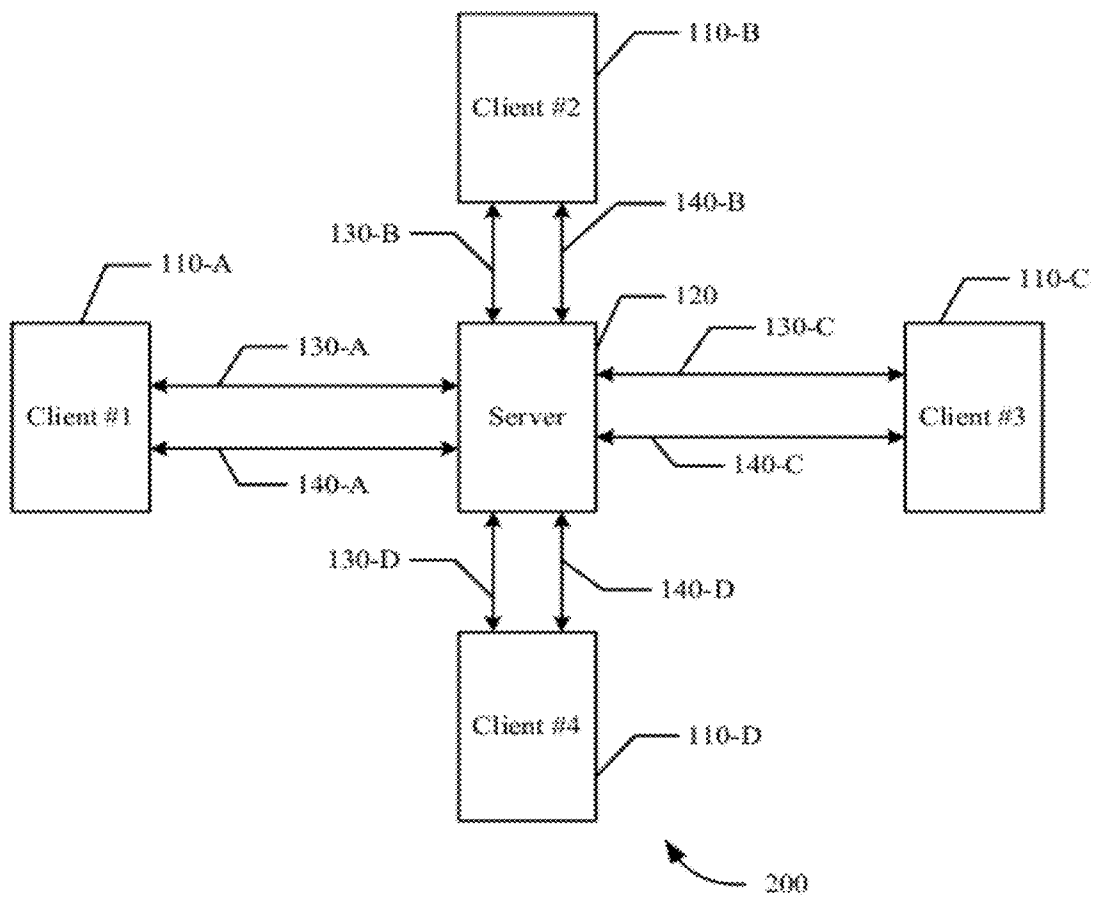 110-B
Client #2
140-B
130-B
110-A
120
110-C
130-C
130-A
Client #1
Server
Client #3
140-C
140-A
130-D
140-D
Client #4
110-D
200